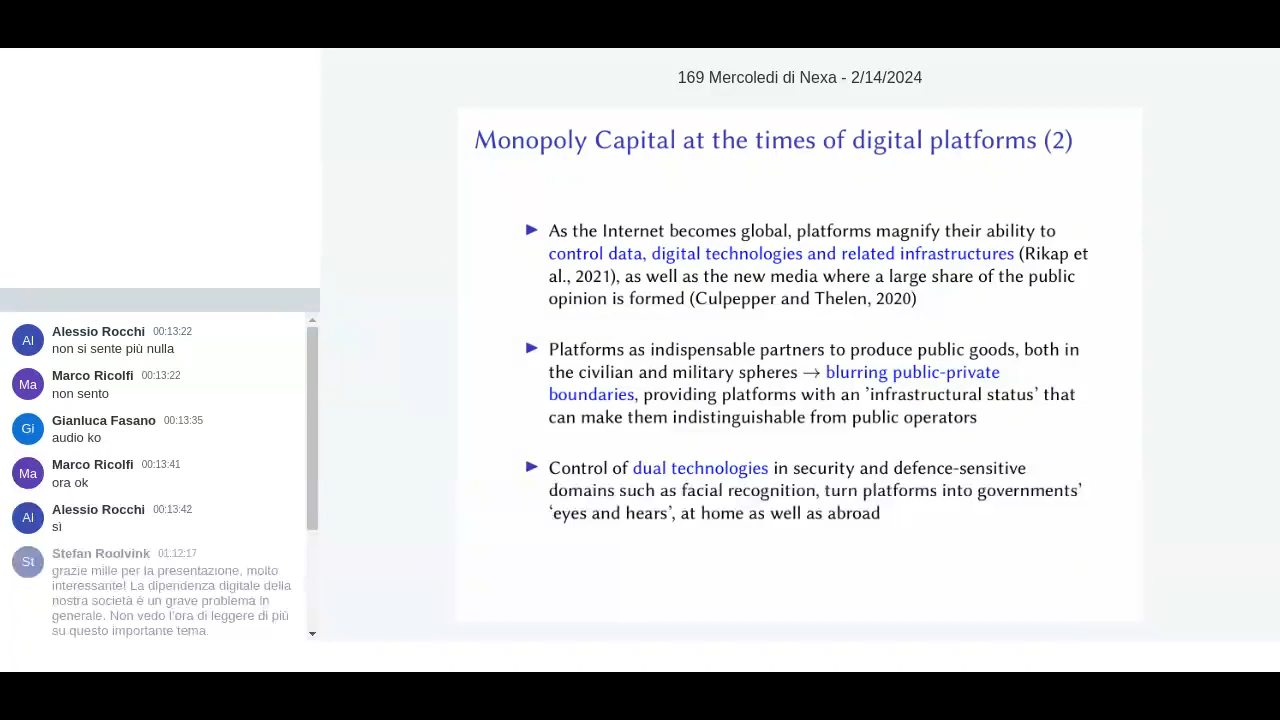 169 Mercoledi di Nexa - 2/14/2024
Monopoly Capital at the times of digital platforms (2)
As the Internet becomes global, platforms magnify their ability to
control data, digital technologies and related infrastructures (Rikap et
al., 2021), as well as the new media where a large share of the public
opinion is formed (Culpepper and Thelen, 2020)
Platforms as indispensable partners to produce public goods, both in
the civilian and military spheres → blurring public-private
boundaries, providing platforms with an 'infrastructural status' that
can make them indistinguishable from public operators
Control of dual technologies in security and defence-sensitive
domains such as facial recognition, turn platforms into governments'
'eyes and hears', at home as well as abroad
Al Alessio Rocchi 00:13:22
non si sente più nulla
Ma Marco Ricolfi 00:13:22
non sento
Gi Gianluca Fasano 00:13:35
audio ko
Ma Marco Ricolfi 00:13:41
ora ok
Al Alessio Rocchi 00:13:42
sì
St Stefan Roolvink 01:12:17
grazie mille per la presentazione, molto
interessante! La dipendenza digitale della
nostra società è un grave problema in
generale. Non vedo l'ora di leggere di più
su questo importante tema.